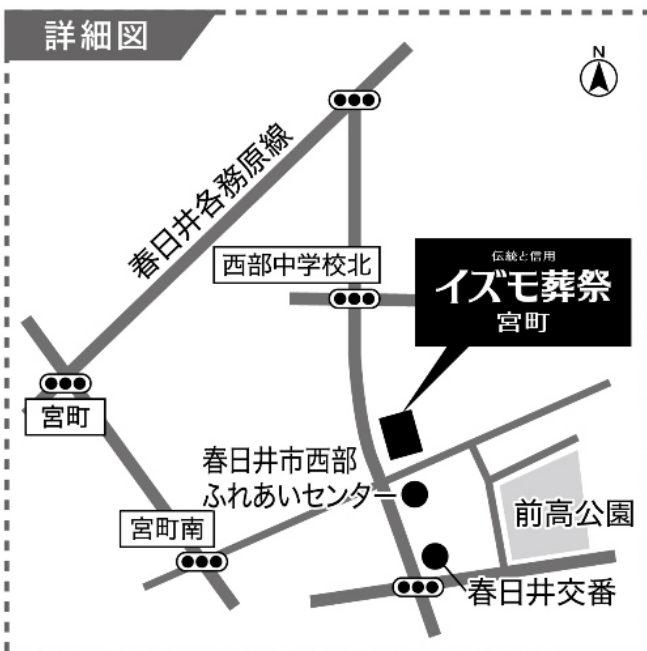 詳細図
N
春日井各務原線
西部中学校北
伝統と信用
イズモ葬祭
宮町
宮町
春日井市西部
ふれあいセンター
宮町南
前高公園
春日井交番